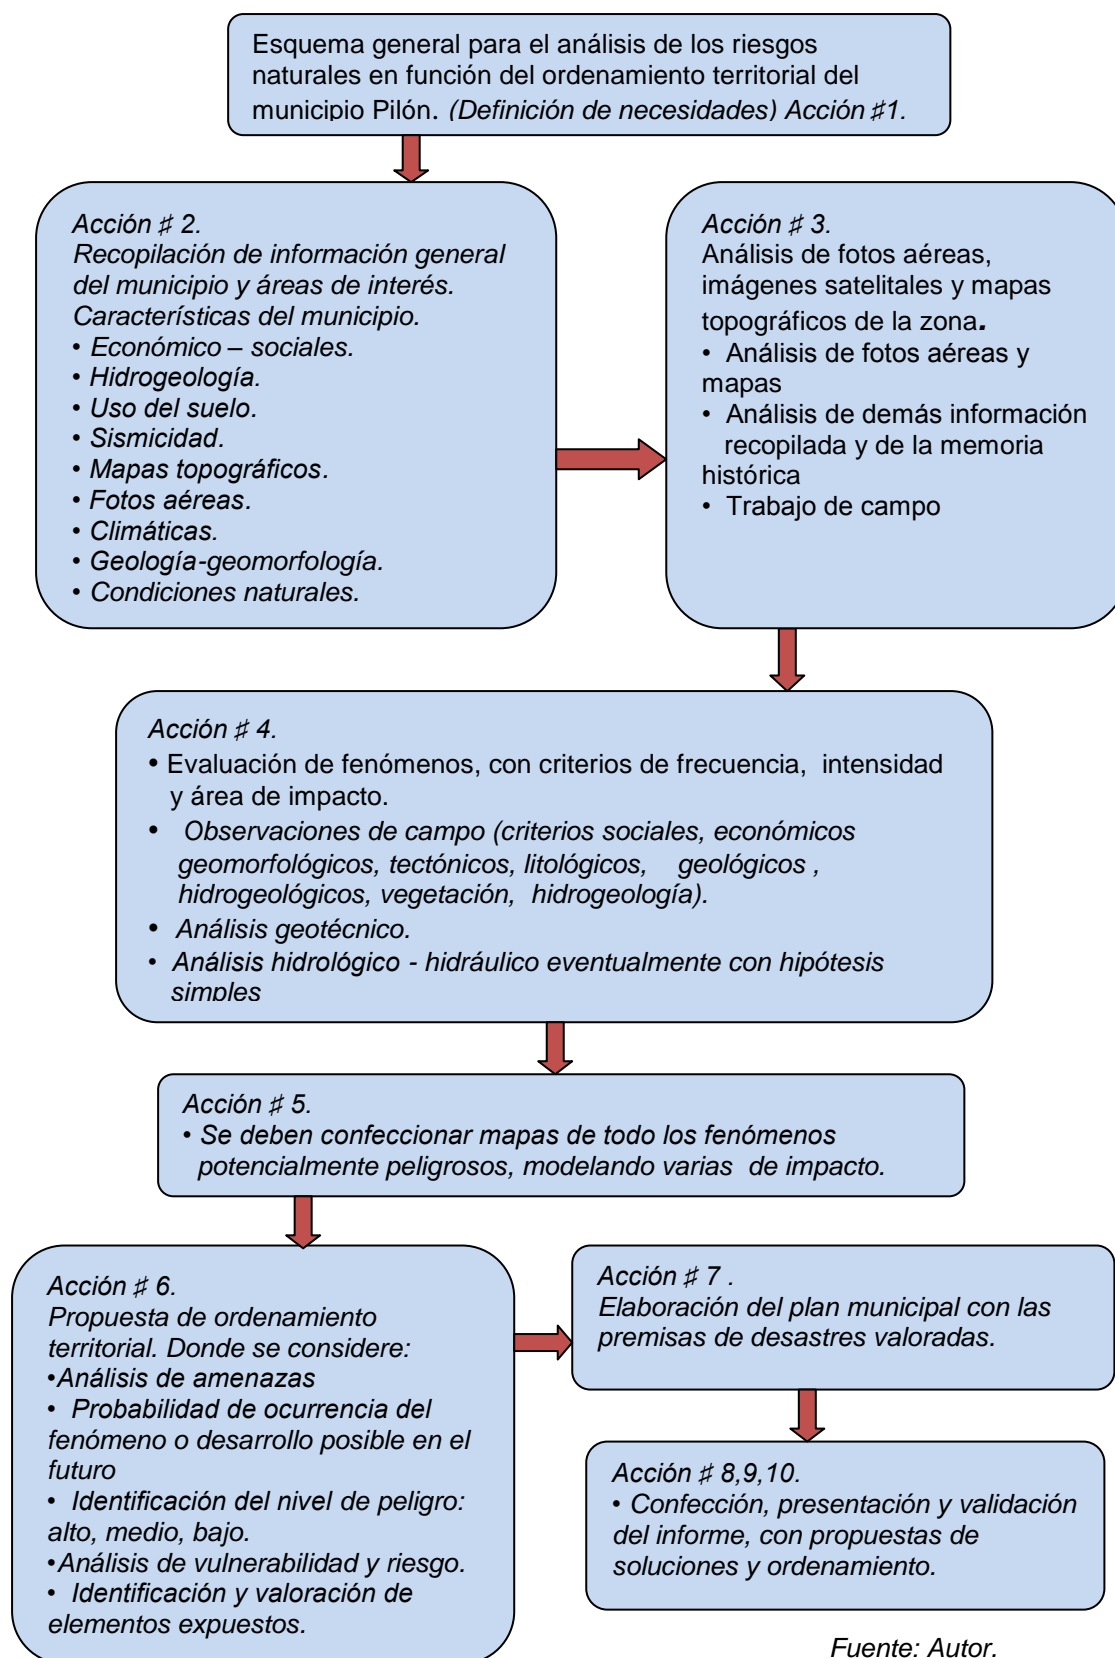 Esquema general para el análisis de los riesgos
naturales en función del ordenamiento territorial del
municipio Pilón. (Definición de necesidades) Acción #1.
Acción # 2.
Recopilación de información general
del municipio y áreas de interés.
Características del municipio.
• Económico – sociales.
• Hidrogeología.
• Uso del suelo.
• Sismicidad.
• Mapas topográficos.
• Fotos aéreas.
• Climáticas.
• Geología-geomorfología.
• Condiciones naturales.
Acción # 3.
Análisis de fotos aéreas,
imágenes satelitales y mapas
topográficos de la zona.
• Análisis de fotos aéreas y
mapas
• Análisis de demás información
recopilada y de la memoria
histórica
• Trabajo de campo
Acción # 4.
• Evaluación de fenómenos, con criterios de frecuencia, intensidad
y área de impacto.
• Observaciones de campo (criterios sociales, económicos
geomorfológicos, tectónicos, litológicos, geológicos ,
hidrogeológicos, vegetación, hidrogeología).
• Análisis geotécnico.
• Análisis hidrológico - hidráulico eventualmente con hipótesis
simples
Acción # 5.
• Se deben confeccionar mapas de todo los fenómenos
potencialmente peligrosos, modelando varias de impacto.
Acción # 6.
Propuesta de ordenamiento
territorial. Donde se considere:
•Análisis de amenazas
• Probabilidad de ocurrencia del
fenómeno o desarrollo posible en el
futuro
• Identificación del nivel de peligro:
alto, medio, bajo.
•Análisis de vulnerabilidad y riesgo.
• Identificación y valoración de
elementos expuestos.
Acción # 7 .
Elaboración del plan municipal con las
premisas de desastres valoradas.
Acción # 8,9,10.
• Confección, presentación y validación
del informe, con propuestas de
soluciones y ordenamiento.
Fuente: Autor.